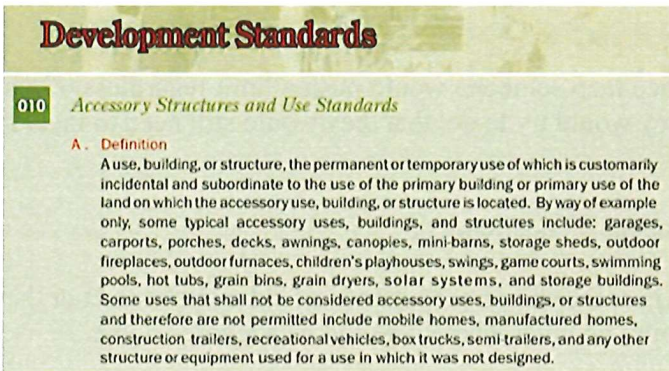 Development Standards
010 Accessory Structures and Use Standards
A. Definition
A use, building, or structure, the permanent or temporary use of which is customarily
incidental and subordinate to the use of the primary building or primary use of the
land on which the accessory use, building, or structure is located. By way of example
only, some typical accessory uses, buildings, and structures include: garages,
carports, porches, decks, awnings, canopies, mini-barns, storage sheds, outdoor
fireplaces, outdoor furnaces, children's playhouses, swings, game courts, swimming
pools, hot tubs, grain bins, grain dryers, solar systems, and storage buildings.
Some uses that shall not be considered accessory uses, buildings, or structures
and therefore are not permitted include mobile homes, manufactured homes,
construction trailers, recreational vehicles, box trucks, semi-trailers, and any other
structure or equipment used for a use in which it was not designed.